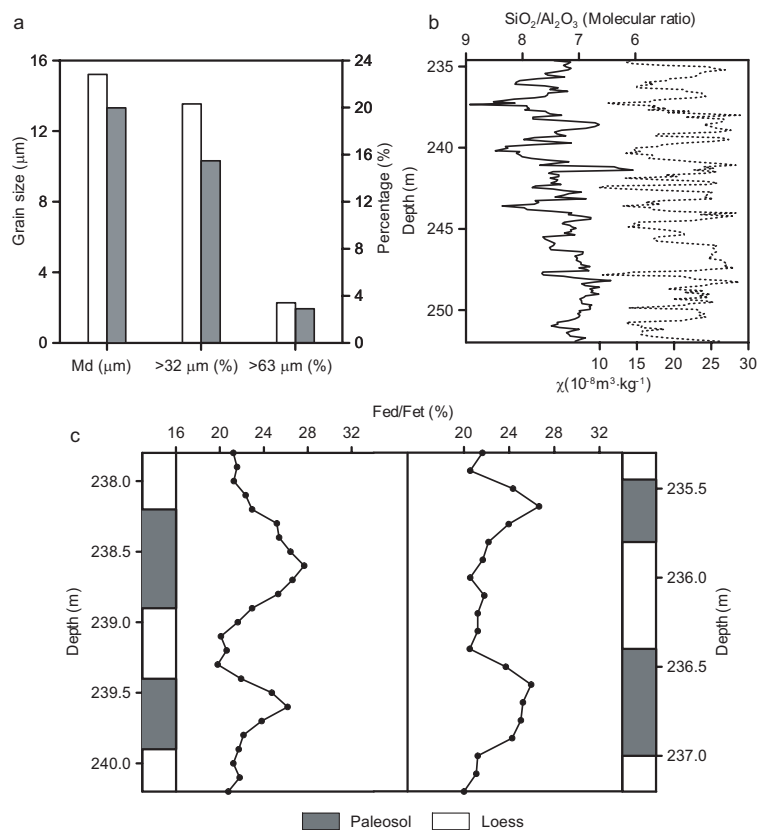 a
16
12
8
4
0
Grain size (μm)
24
20
16
12
8
4
0
Percentage (%)
Md (μm) >32 μm (%) >63 μm (%)
b
SiO2/Al2O3 (Molecular ratio)
9 8 7 6
235
240
245
250
Depth (m)
10 15 20 25 30
χ(10⁻⁸m³·kg⁻¹)
c
Fed/Fet (%)
16 20 24 28 32
20 24 28 32
238.0
238.5
239.0
239.5
240.0
Depth (m)
235.5
236.0
236.5
237.0
Depth (m)
Paleosol Loess